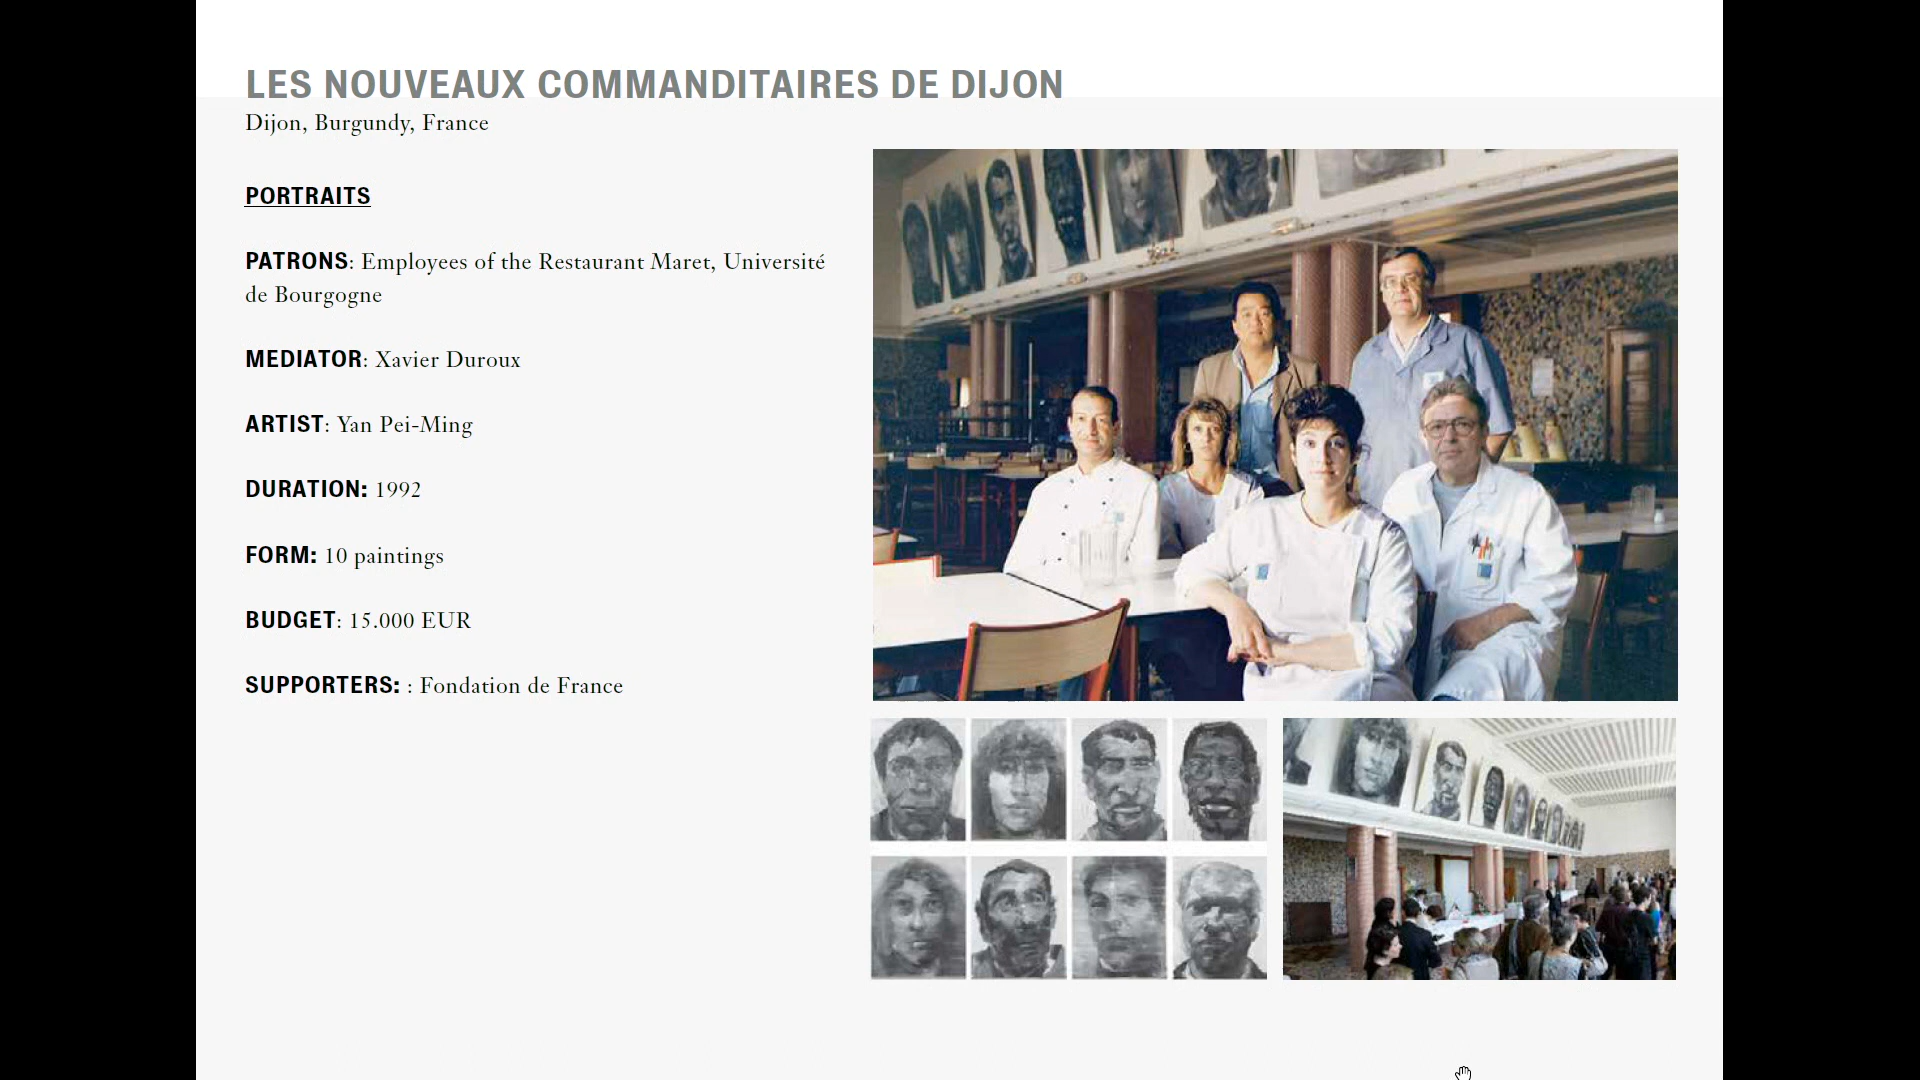 LES NOUVEAUX COMMANDITAIRES DE DIJON
Dijon, Burgundy, France
PORTRAITS
PATRONS: Employees of the Restaurant Maret, Université
de Bourgogne
MEDIATOR: Xavier Duroux
ARTIST: Yan Pei-Ming
DURATION: 1992
FORM: 10 paintings
BUDGET: 15.000 EUR
SUPPORTERS: : Fondation de France